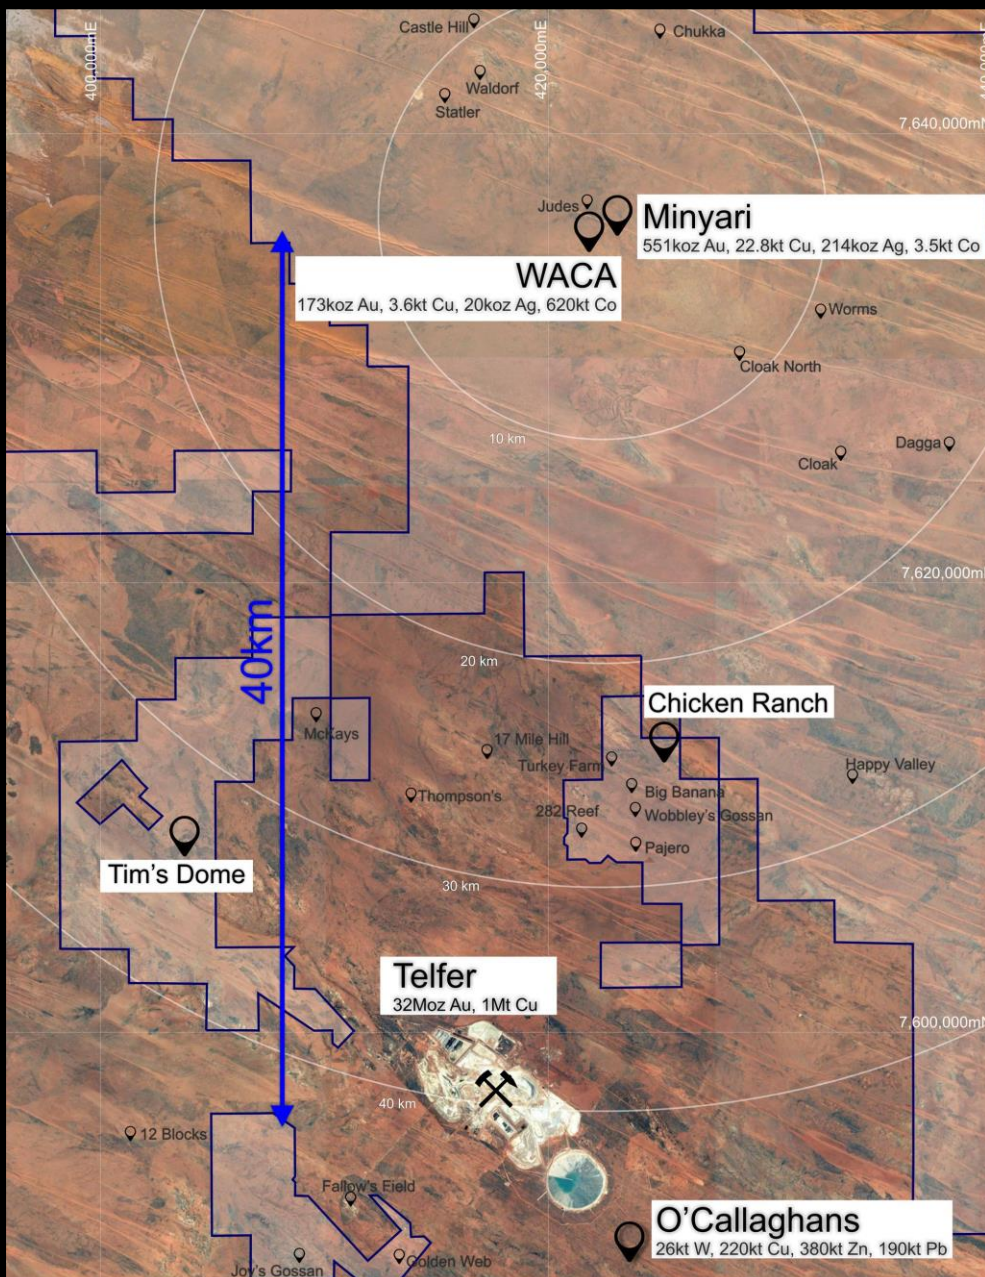 400,000mE
420,000mE
Castle Hill
Chukka
Waldorf
Statler
7,640,000mN
Judes
Minyari
551koz Au, 22.8kt Cu, 214koz Ag, 3.5kt Co
WACA
173koz Au, 3.6kt Cu, 20koz Ag, 620kt Co
Worms
Cloak North
10 km
Dagga
Cloak
7,620,000mN
40km
20 km
Chicken Ranch
McKays
17 Mile Hill
Turkey Farm
Happy Valley
Big Banana
Thompson's
282 Reef
Wobbley's Gossan
Pajero
Tim's Dome
30 km
Telfer
32Moz Au, 1Mt Cu
7,600,000mN
40 km
12 Blocks
Fallow's Field
O'Callaghans
26kt W, 220kt Cu, 380kt Zn, 190kt Pb
Golden Web
Joy's Gossan